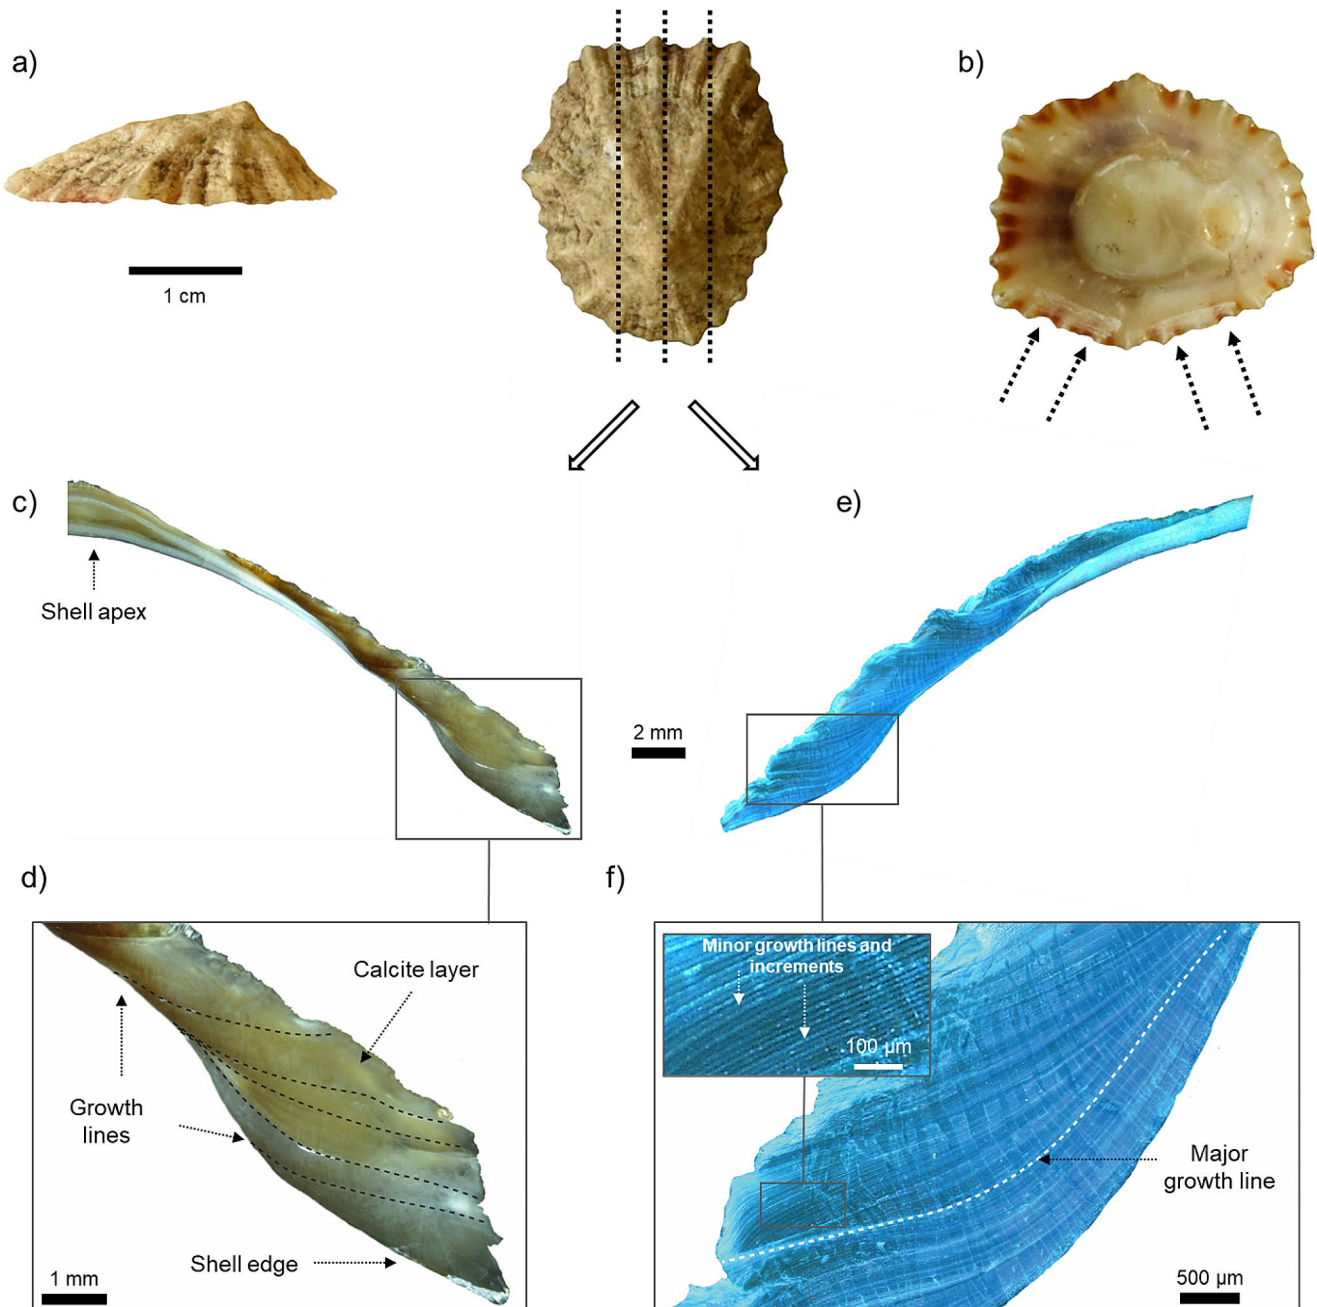 a)
b)
1 cm
c)
e)
Shell apex
2 mm
d)
f)
Calcite layer
Growth
lines
Shell edge
1 mm
Minor growth lines and
increments
100 µm
Major
growth line
500 µm